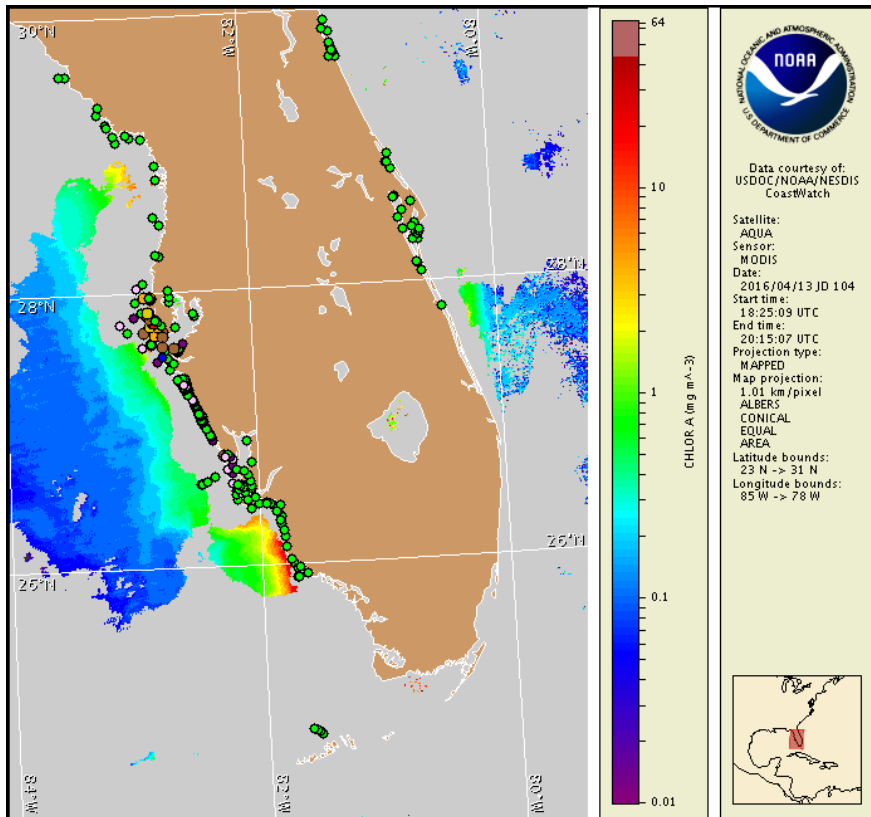 30°N
82°W
80°W
28°N
28°N
26°N
26°N
84°W
82°W
80°W
64
10
1
0.1
0.01
CHLOR A (mg m^-3)
NATIONAL OCEANIC AND ATMOSPHERIC ADMINISTRATION
NOAA
U.S. DEPARTMENT OF COMMERCE
Data courtesy of:
USDOC/NOAA/NESDIS
CoastWatch
Satellite:
AQUA
Sensor:
MODIS
Date:
2016/04/13 JD 104
Start time:
18:25:09 UTC
End time:
20:15:07 UTC
Projection type:
MAPPED
Map projection:
1.01 km/pixel
ALBERS
CONICAL
EQUAL
AREA
Latitude bounds:
23 N -> 31 N
Longitude bounds:
85 W -> 78 W